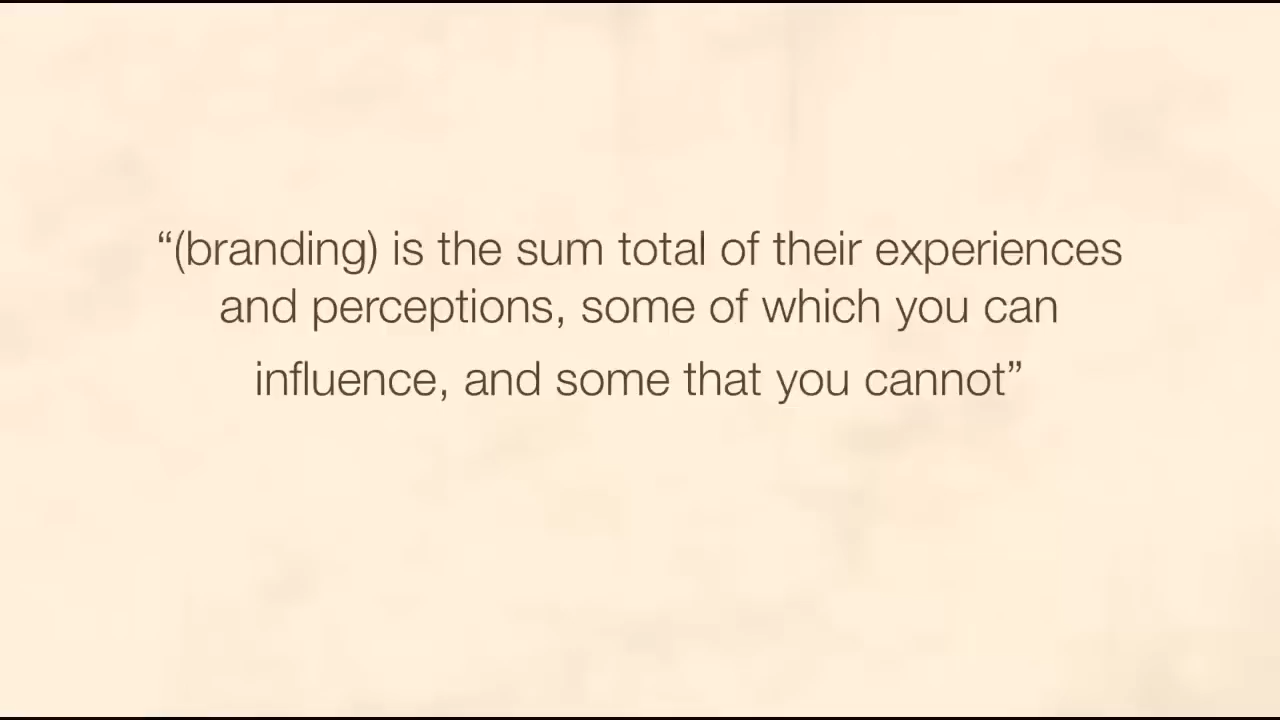 “(branding) is the sum total of their experiences
and perceptions, some of which you can
influence, and some that you cannot”